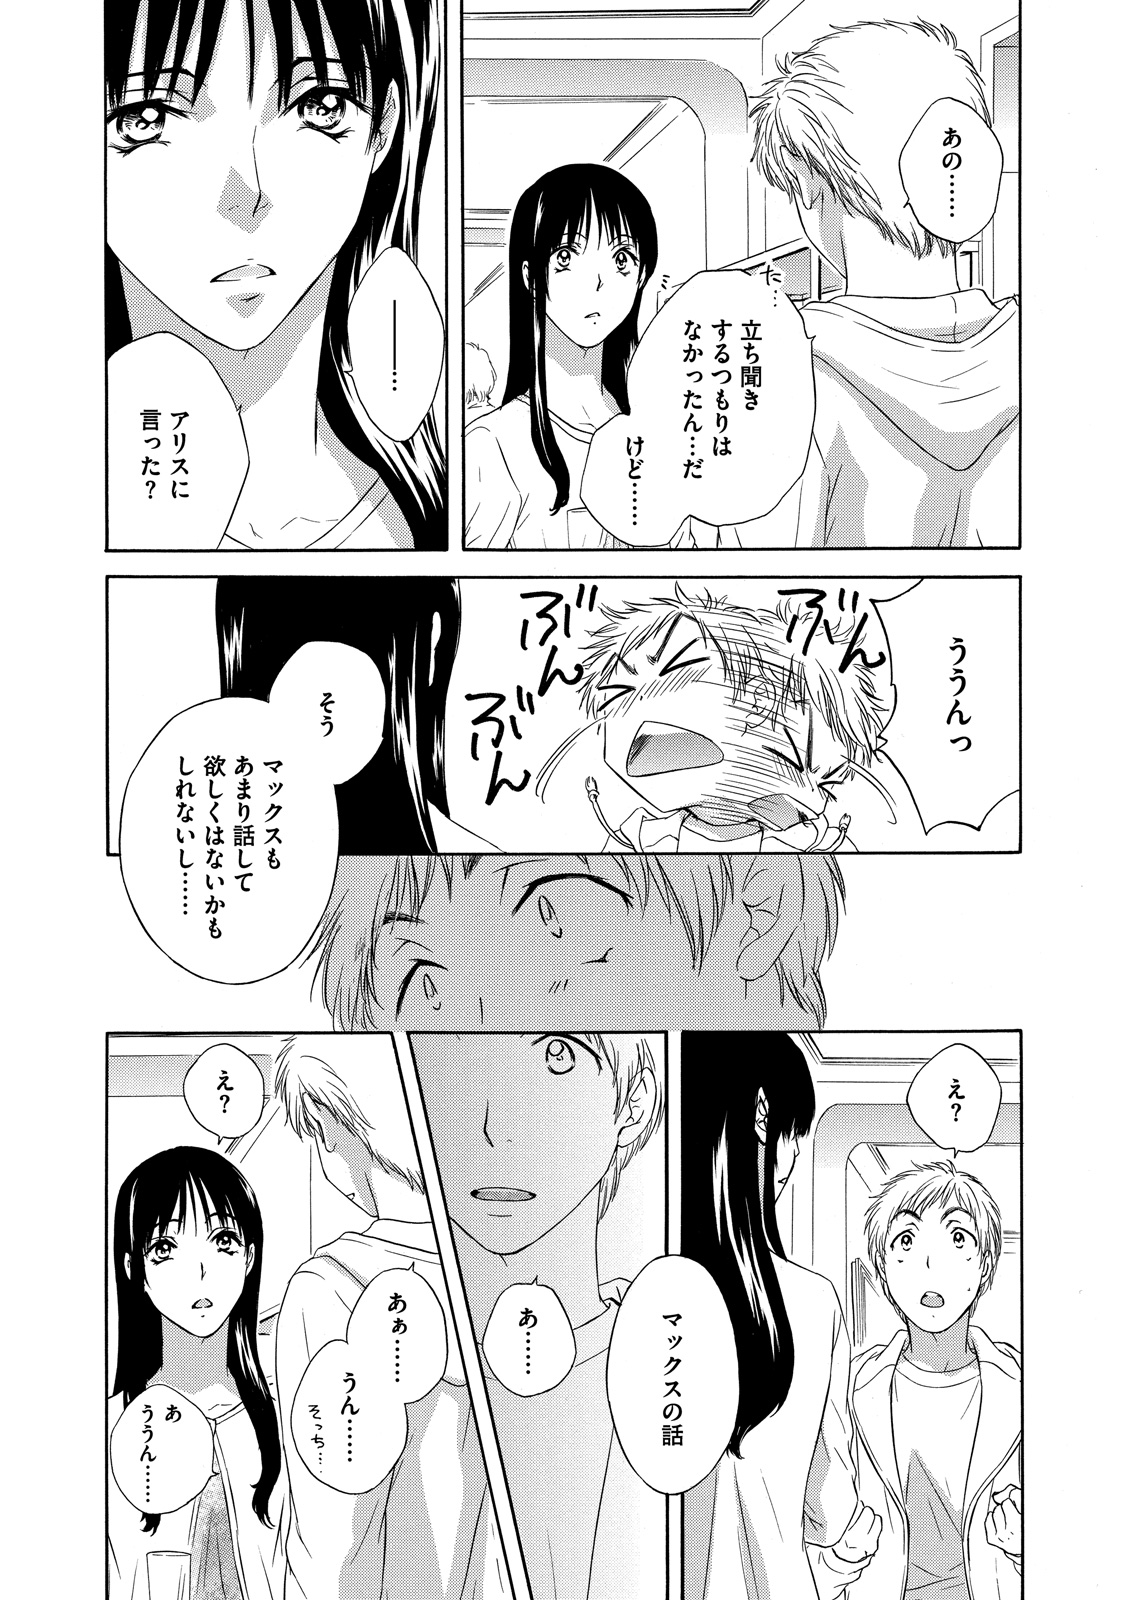 あの……
た…
立ち聞き
するつもりは
なかったん…だ
けど……
――…
アリスに
言った？
ううんっ
ぶん
ぶん
ぶん
そう
マックスも
あまり話して
欲しくはないかも
しれないし……
え？
マックスの話
あ……
あぁ……
うん……
そっち…
え？
あ
ううん……